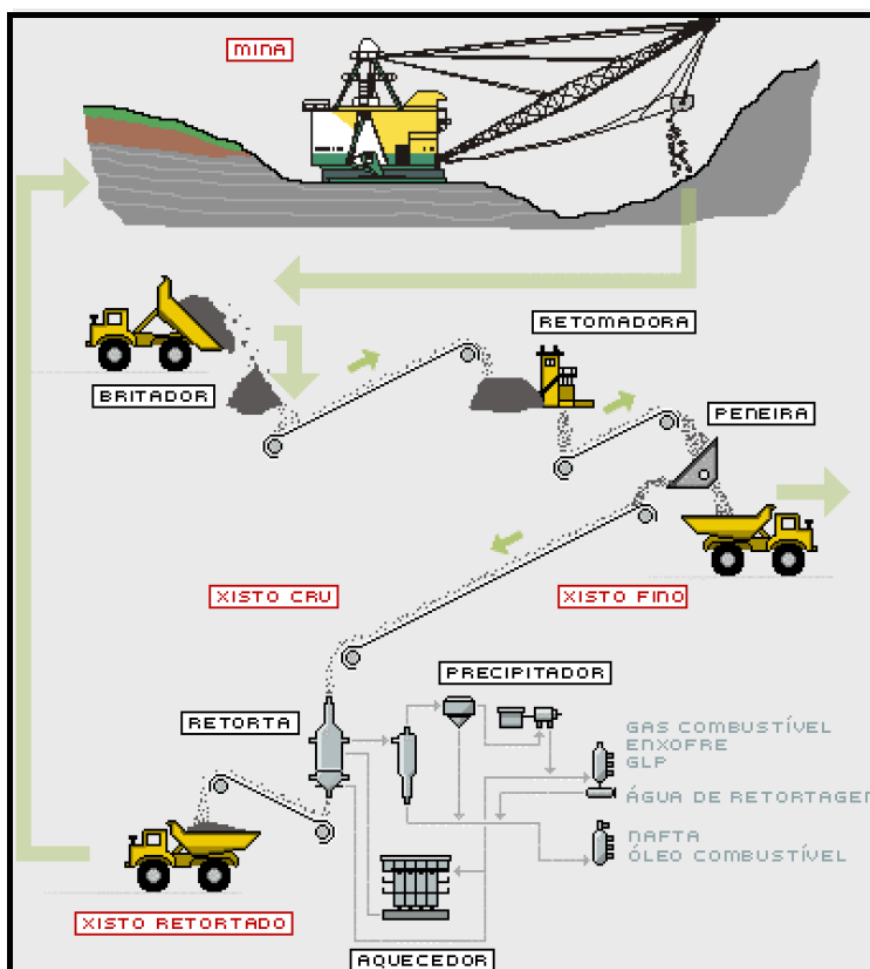 MINA
RETOMADORA
BRITADOR
PENEIRA
XISTO CRU
XISTO FINO
PRECIPITADOR
RETORTA
GAS COMBUSTÍVEL
ENXOFRE
GLP
ÁGUA DE RETORTAGEM
NAFTA
ÓLEO COMBUSTÍVEL
XISTO RETORTADO
AQUECEDOR